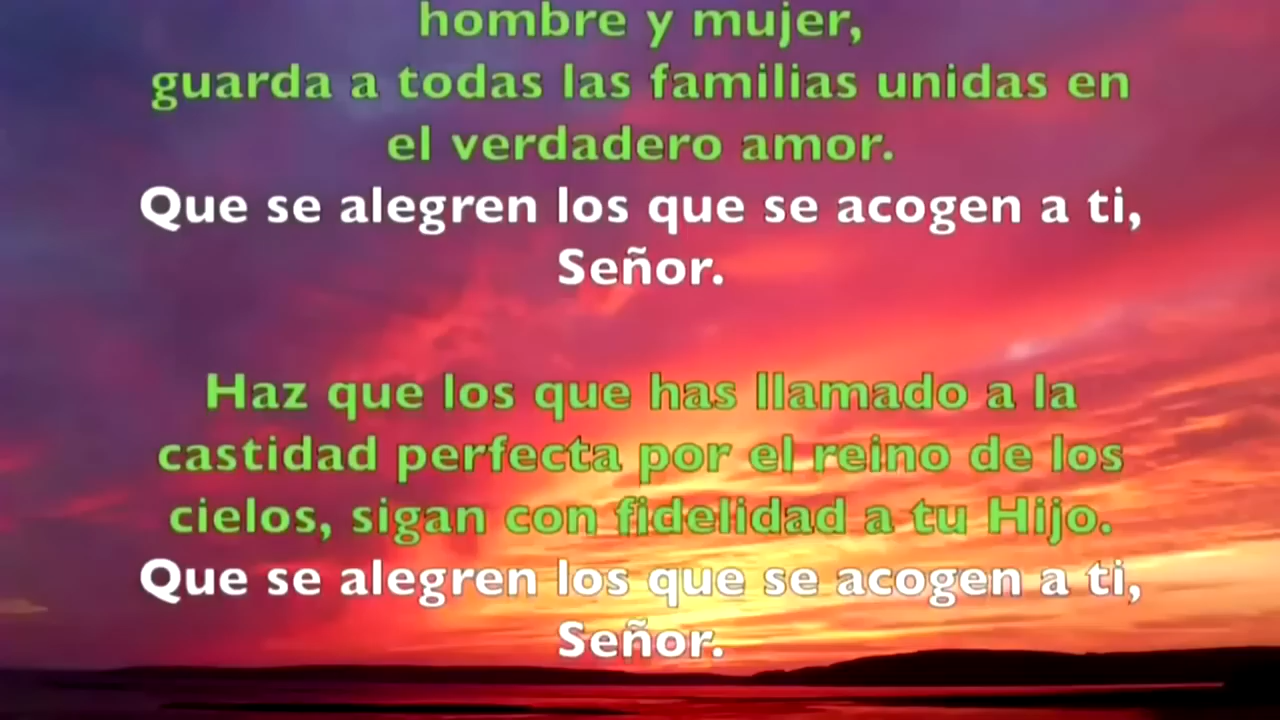 hombre y mujer,
guarda a todas las familias unidas en
el verdadero amor.
Que se alegren los que se acogen a ti,
Señor.
Haz que los que has llamado a la
castidad perfecta por el reino de los
cielos, sigan con fidelidad a tu Hijo.
Que se alegren los que se acogen a ti,
Señor.